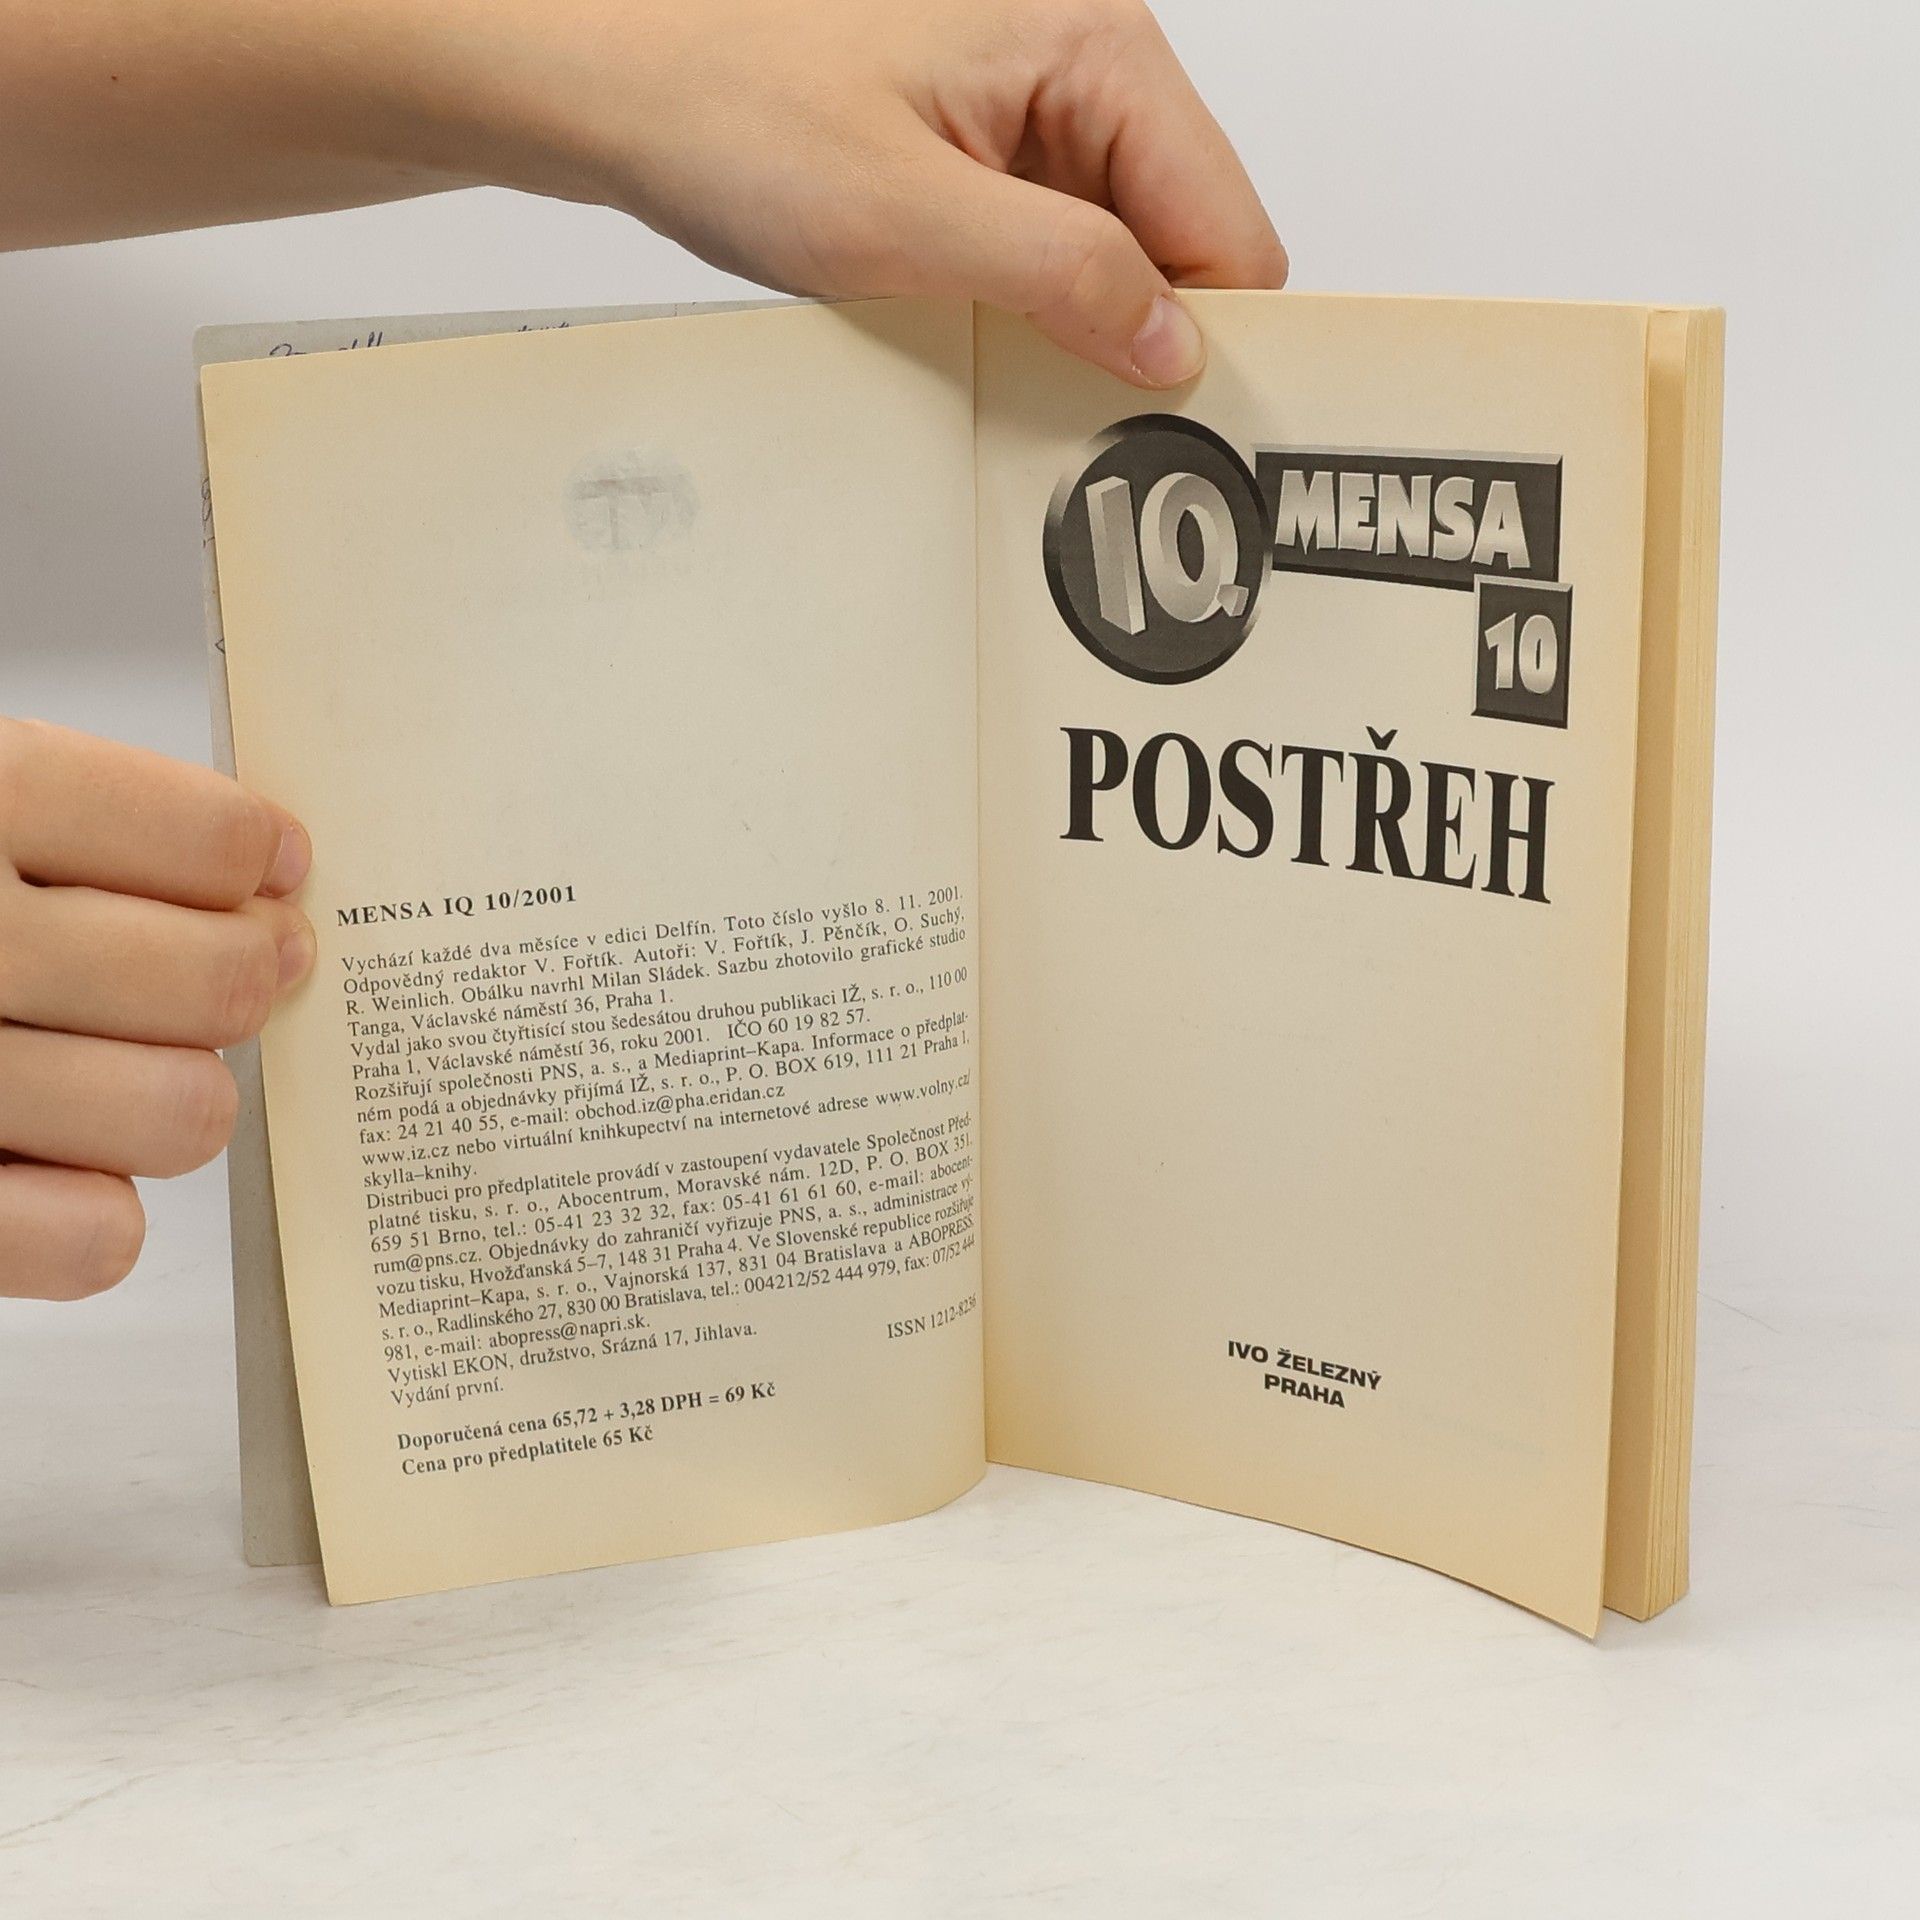 MENSA IQ 10/2001
Vychází každé dva měsíce v edici Delfín. Toto číslo vyšlo 8. 11. 2001.
Odpovědný redaktor V. Fořtík. Autoři: V. Fořtík, J. Pěnčík, O. Suchý,
R. Weinlich. Obálku navrhl Milan Sládek. Sazbu zhotovilo grafické studio
Tanga, Václavské náměstí 36, Praha 1.
Vydal jako svou čtyřtisící stou šedesátou druhou publikaci IŽ, s. r. o., 110 00
Praha 1, Václavské náměstí 36, roku 2001. IČO 60 19 82 57.
Rozšiřují společnosti PNS, a. s., a Mediaprint–Kapa. Informace o předplat-
ném podá a objednávky přijímá IŽ, s. r. o., P. O. BOX 619, 111 21 Praha 1,
fax: 24 21 40 55, e-mail: obchod.iz@pha.eridan.cz
www.iz.cz nebo virtuální knihkupectví na internetové adrese www.volny.cz/
skylla–knihy.
Distribuci pro předplatitele provádí v zastoupení vydavatele Společnost Před-
platné tisku, s. r. o., Abocentrum, Moravské nám. 12D, P. O. BOX 351,
659 51 Brno, tel.: 05-41 23 32 32, fax: 05-41 61 61 60, e-mail: abocent-
rum@pns.cz. Objednávky do zahraničí vyřizuje PNS, a. s., administrace vý-
vozu tisku, Hvožďanská 5–7, 148 31 Praha 4. Ve Slovenské republice rozšiřuje
Mediaprint–Kapa, s. r. o., Vajnorská 137, 831 04 Bratislava a ABOPRESS,
s. r. o., Radlinského 27, 830 00 Bratislava, tel.: 004212/52 444 979, fax: 07/52 444
981, e-mail: abopress@napri.sk.
Vytiskl EKON, družstvo, Srázná 17, Jihlava.
ISSN 1212-8236
Vydání první.
Doporučená cena 65,72 + 3,28 DPH = 69 Kč
Cena pro předplatitele 65 Kč
IQ MENSA
10
POSTŘEH
IVO ŽELEZNÝ
PRAHA